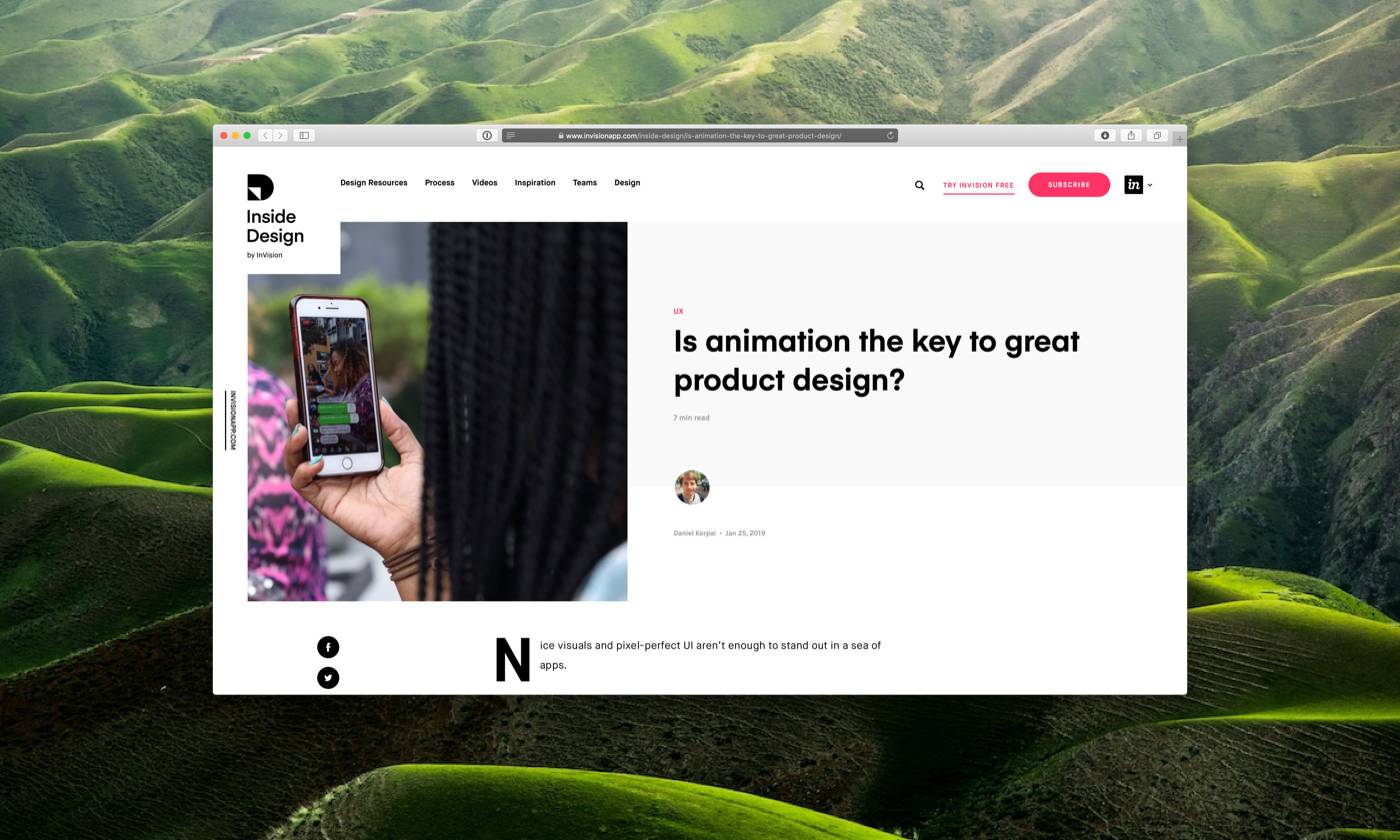 www.invisionapp.com/inside-design/is-animation-the-key-to-great-product-design/
Design Resources Process Videos Inspiration Teams Design
TRY INVISION FREE
SUBSCRIBE
in
Inside
Design
by InVision
INVISIONAPP.COM
UX
Is animation the key to great
product design?
7 min read
Daniel Korpai • Jan 25, 2019
Nice visuals and pixel-perfect UI aren't enough to stand out in a sea of
apps.